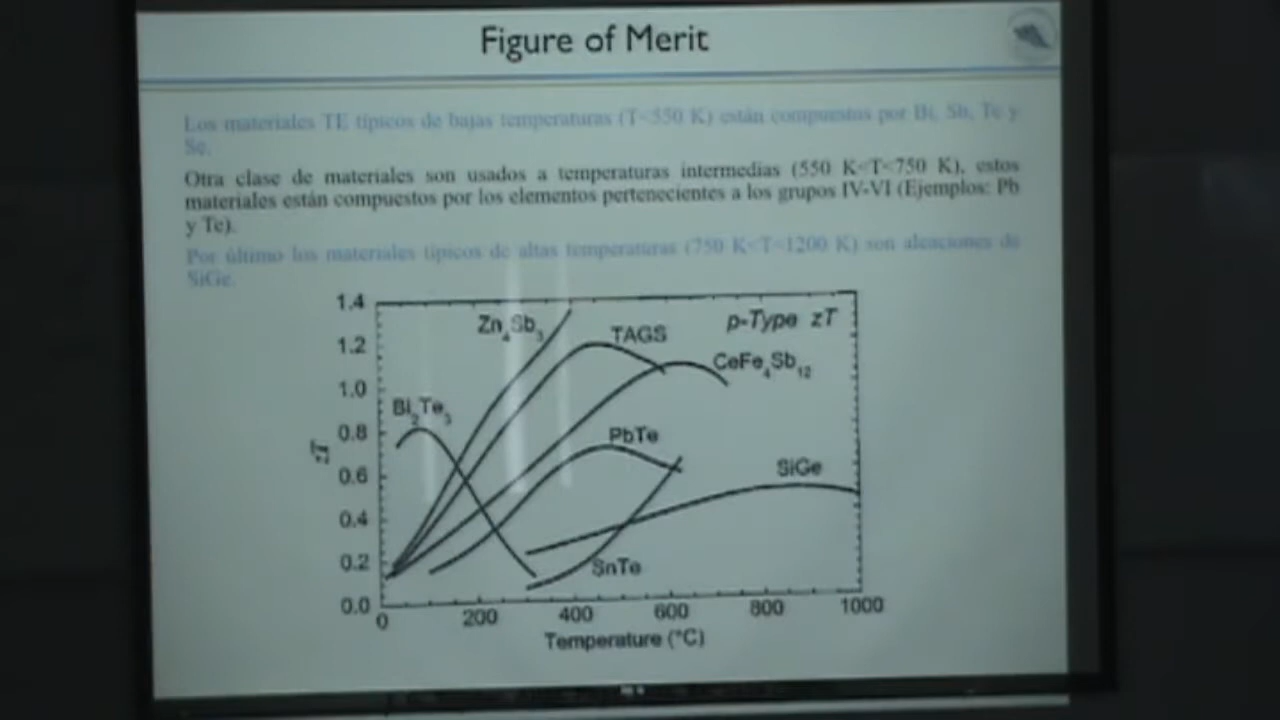 Figure of Merit
Los materiales TE típicos de bajas temperaturas (T<550 K) están compuestos por Bi, Sb, Te y
Se.
Otra clase de materiales son usados a temperaturas intermedias (550 K<T<750 K), estos
materiales están compuestos por los elementos pertenecientes a los grupos IV-VI (Ejemplos: Pb
y Te).
Por último los materiales típicos de altas temperaturas (750 K<T<1200 K) son aleaciones de
SiGe.
1.4
1.2
1.0
0.8
0.6
0.4
0.2
0.0
zT
Zn4Sb3
TAGS
p-Type zT
CeFe4Sb12
Bi2Te3
PbTe
SiGe
SnTe
0 200 400 600 800 1000
Temperature (°C)